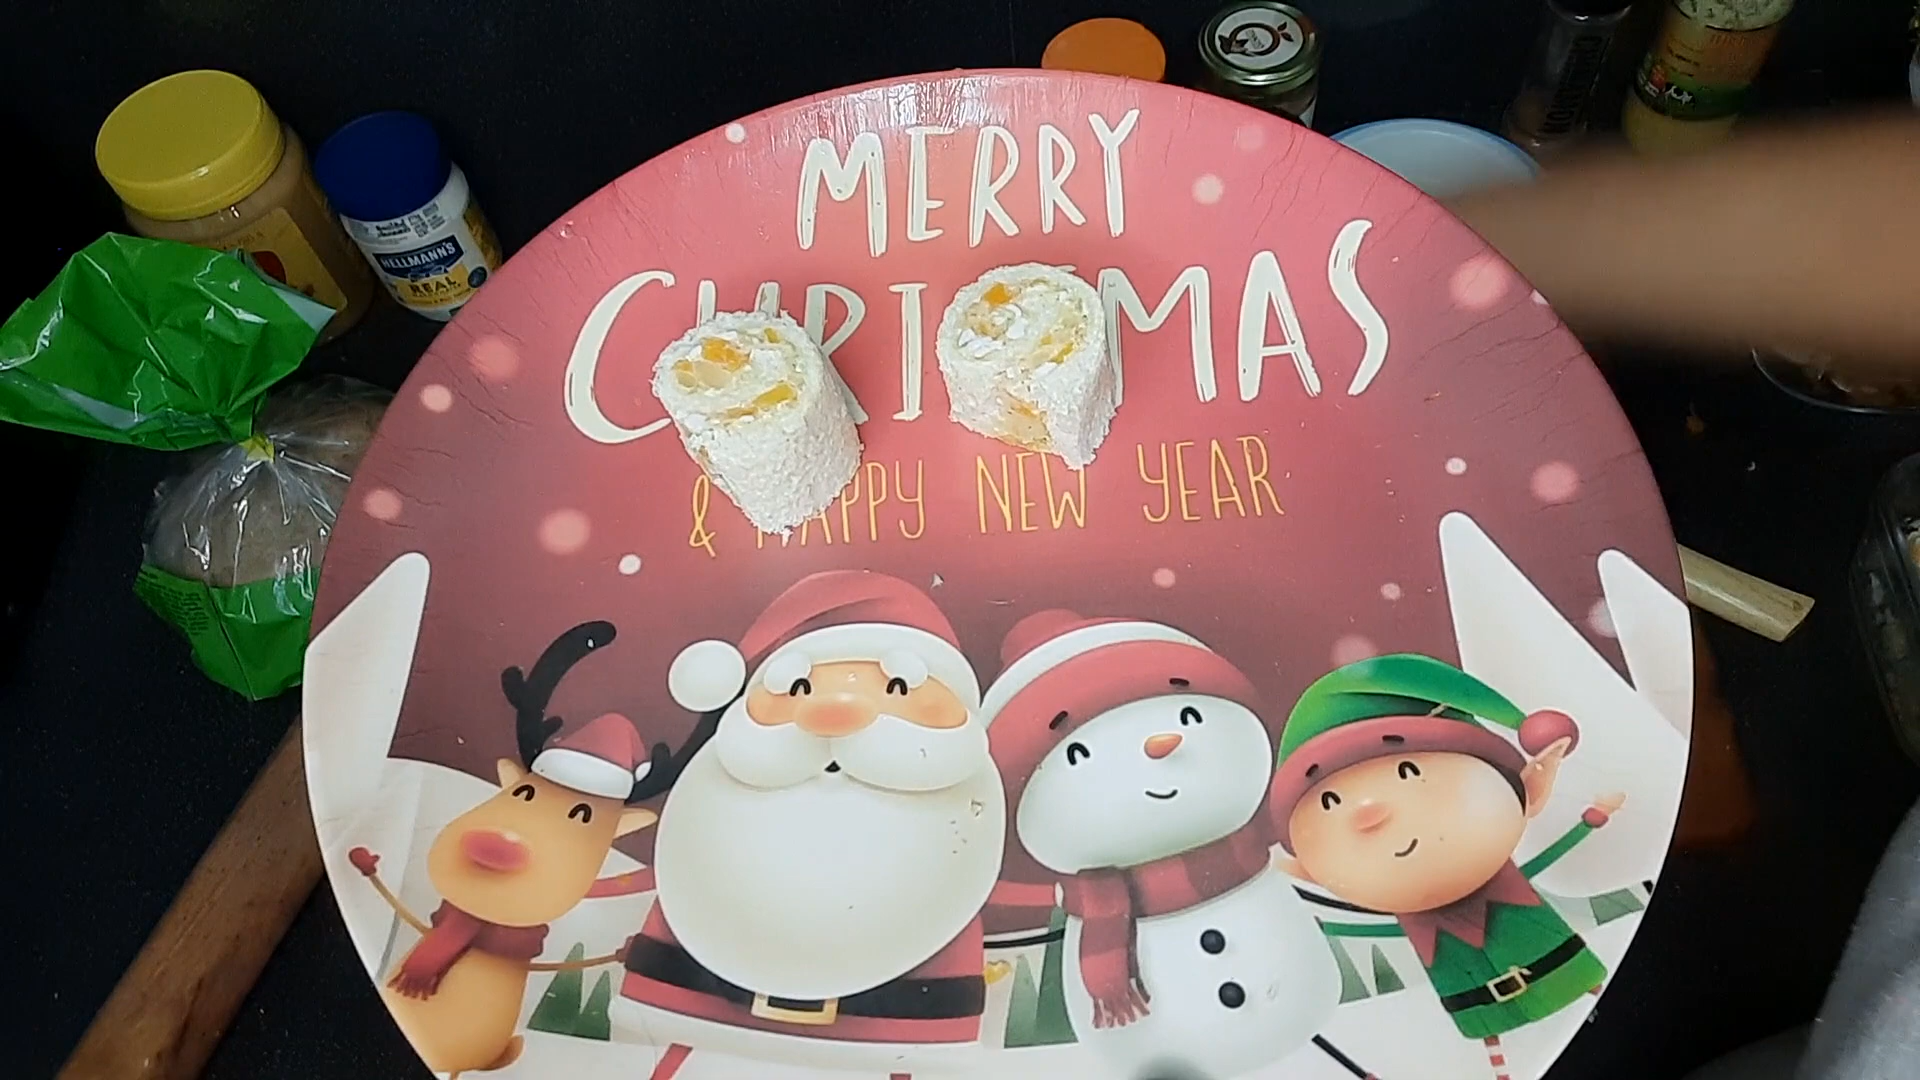 MERRY
CHRISTMAS
& HAPPY NEW YEAR
HELLMANN'S
REAL